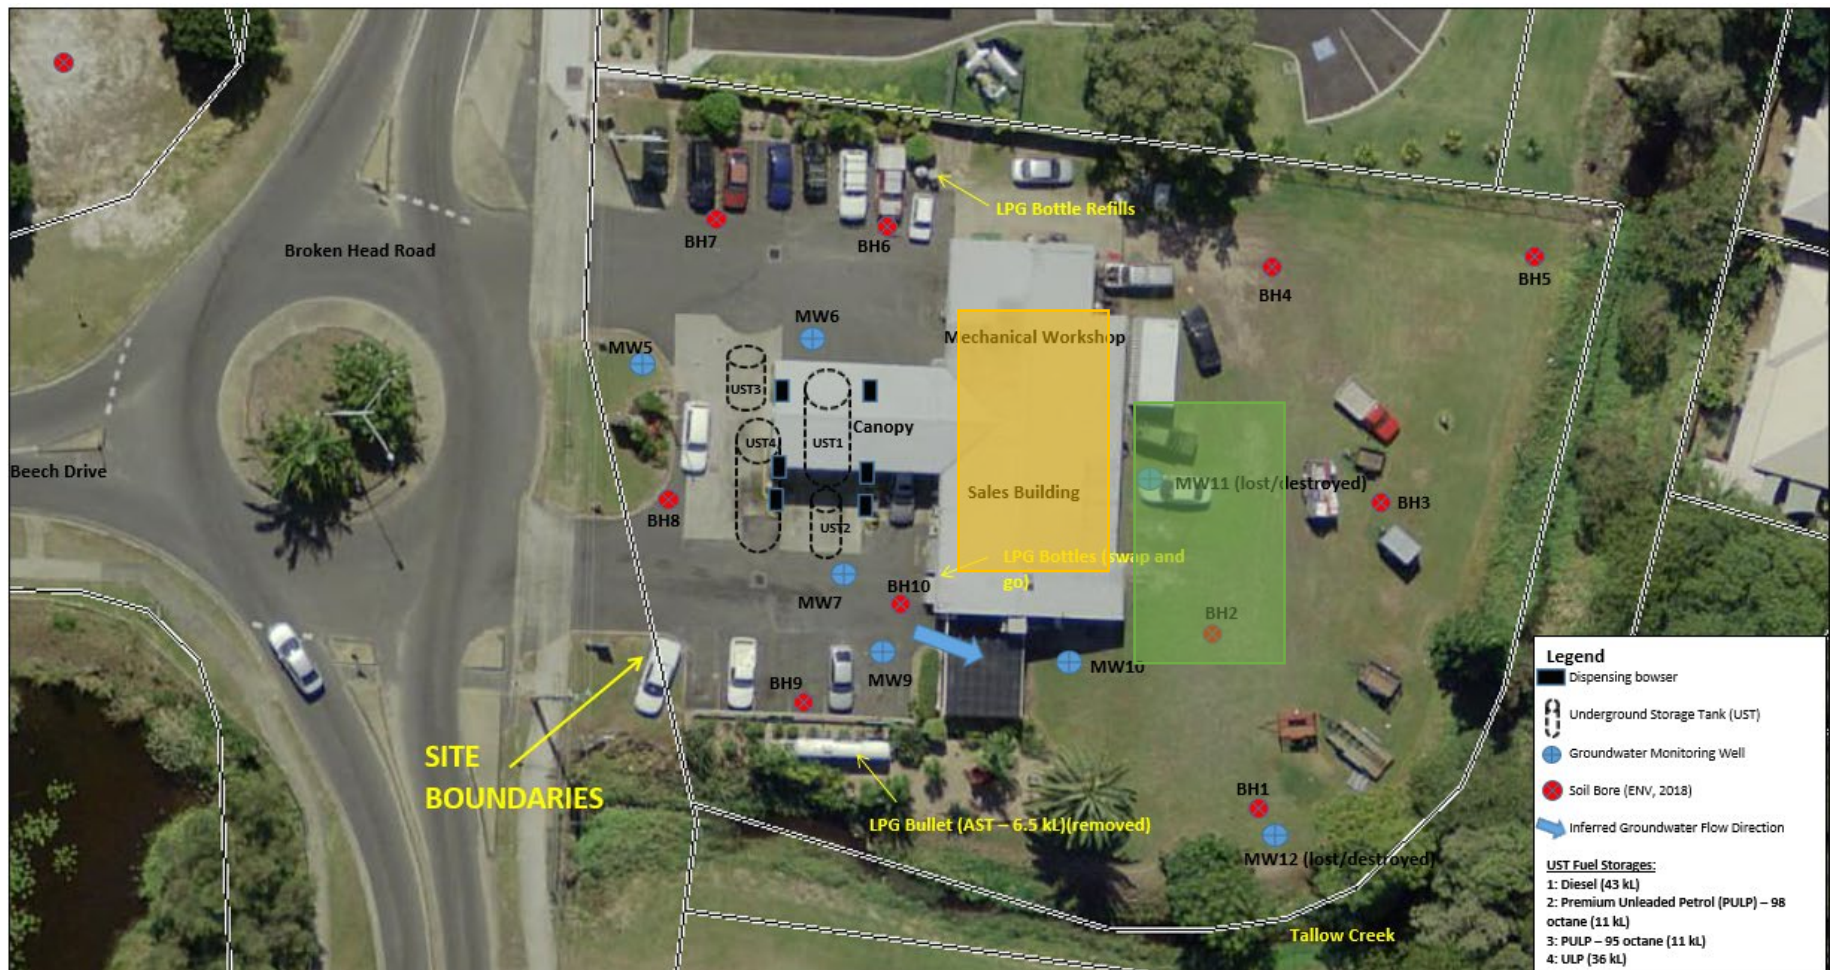 LPG Bottle Refills
BH7
BH6
Broken Head Road
BH4
BH5
MW6
MW5
Mechanical Workshop
UST3
Canopy
UST4
UST1
Beech Drive
MW11 (lost/destroyed)
Sales Building
BH3
BH8
UST2
LPG Bottles (swap and
go)
BH10
MW7
BH2
MW10
MW9
BH9
SITE
BOUNDARIES
BH1
LPG Bullet (AST – 6.5 kL)(removed)
MW12 (lost/destroyed)
Tallow Creek
Legend
Dispensing bowser
Underground Storage Tank (UST)
Groundwater Monitoring Well
Soil Bore (ENV, 2018)
Inferred Groundwater Flow Direction
UST Fuel Storages:
1: Diesel (43 kL)
2: Premium Unleaded Petrol (PULP) – 98
octane (11 kL)
3: PULP – 95 octane (11 kL)
4: ULP (36 kL)